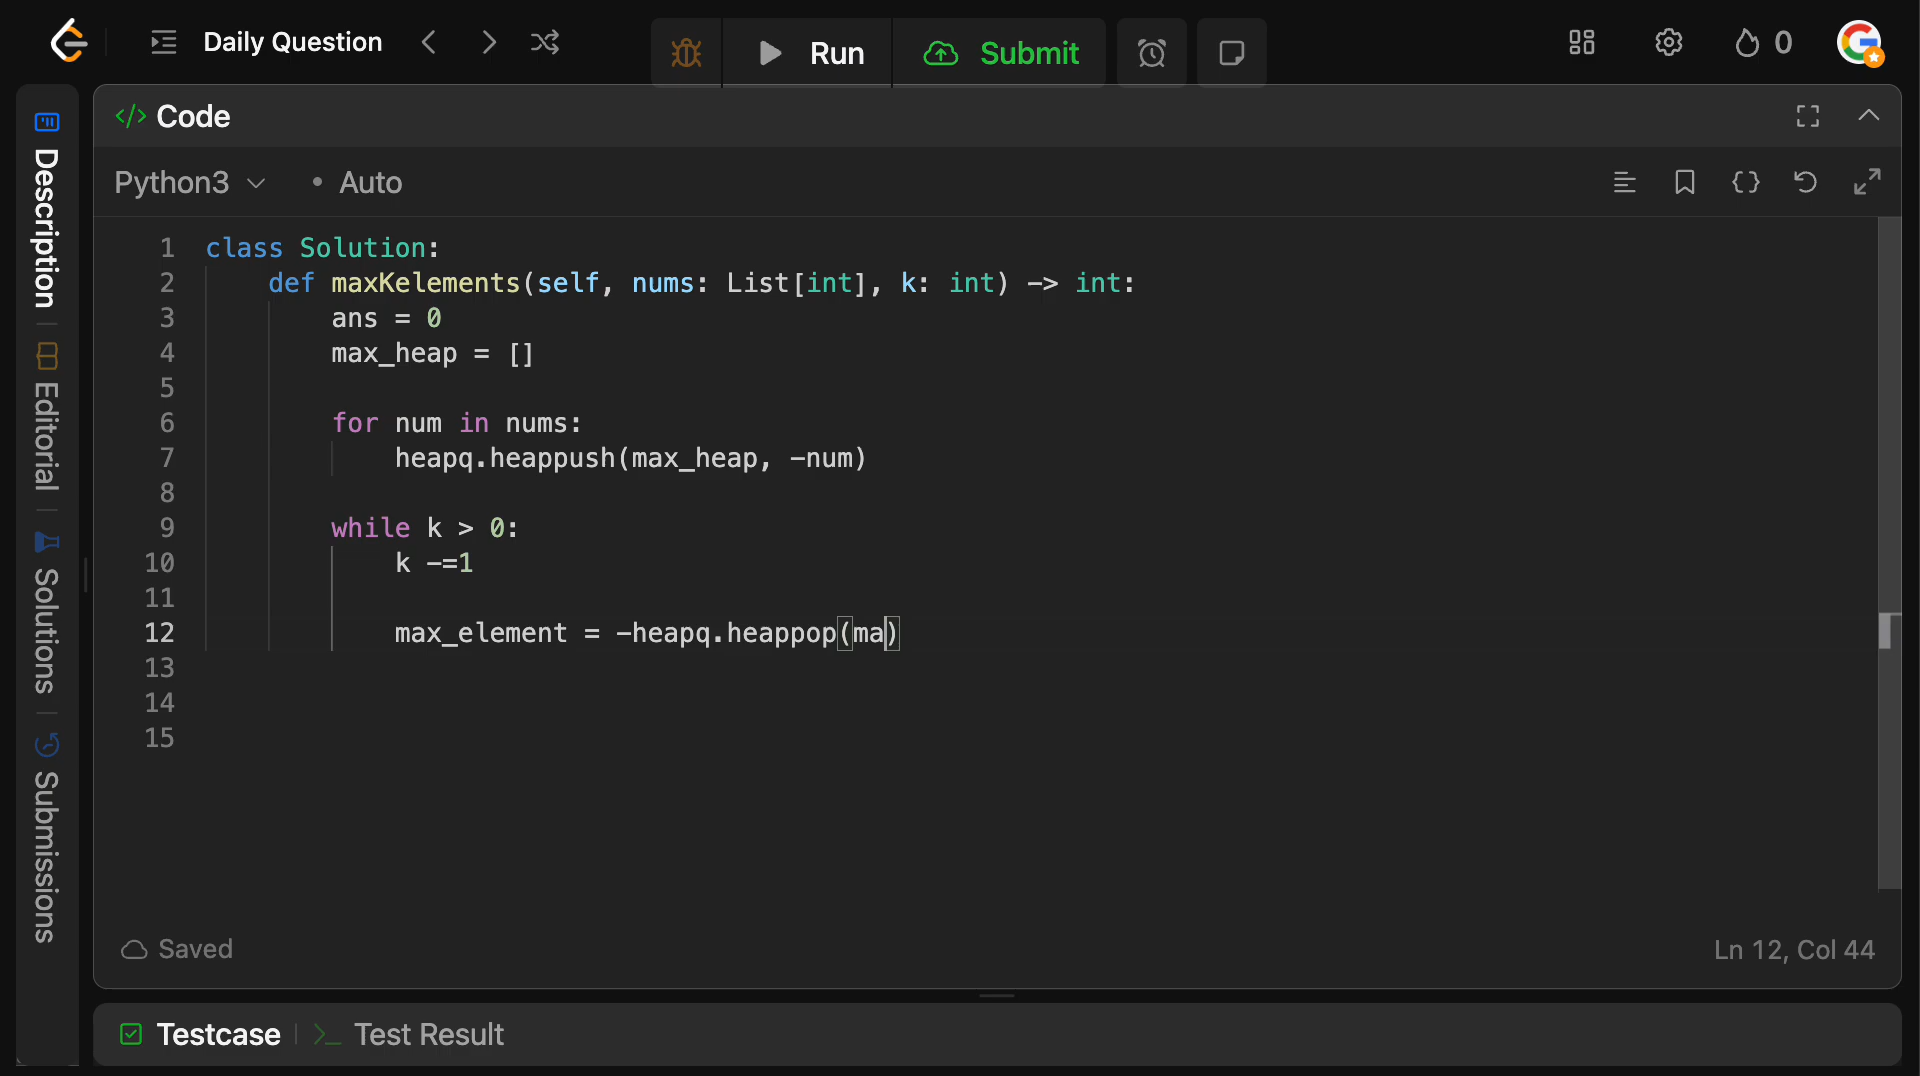 Daily Question
Run
Submit
0
Description
Editorial
Solutions
Submissions
</> Code
Python3
• Auto
1 class Solution:
2 def maxKelements(self, nums: List[int], k: int) -> int:
3 ans = 0
4 max_heap = []
5
6 for num in nums:
7 heapq.heappush(max_heap, -num)
8
9 while k > 0:
10 k -=1
11
12 max_element = -heapq.heappop(ma)
13
14
15
Saved
Ln 12, Col 44
Testcase
Test Result